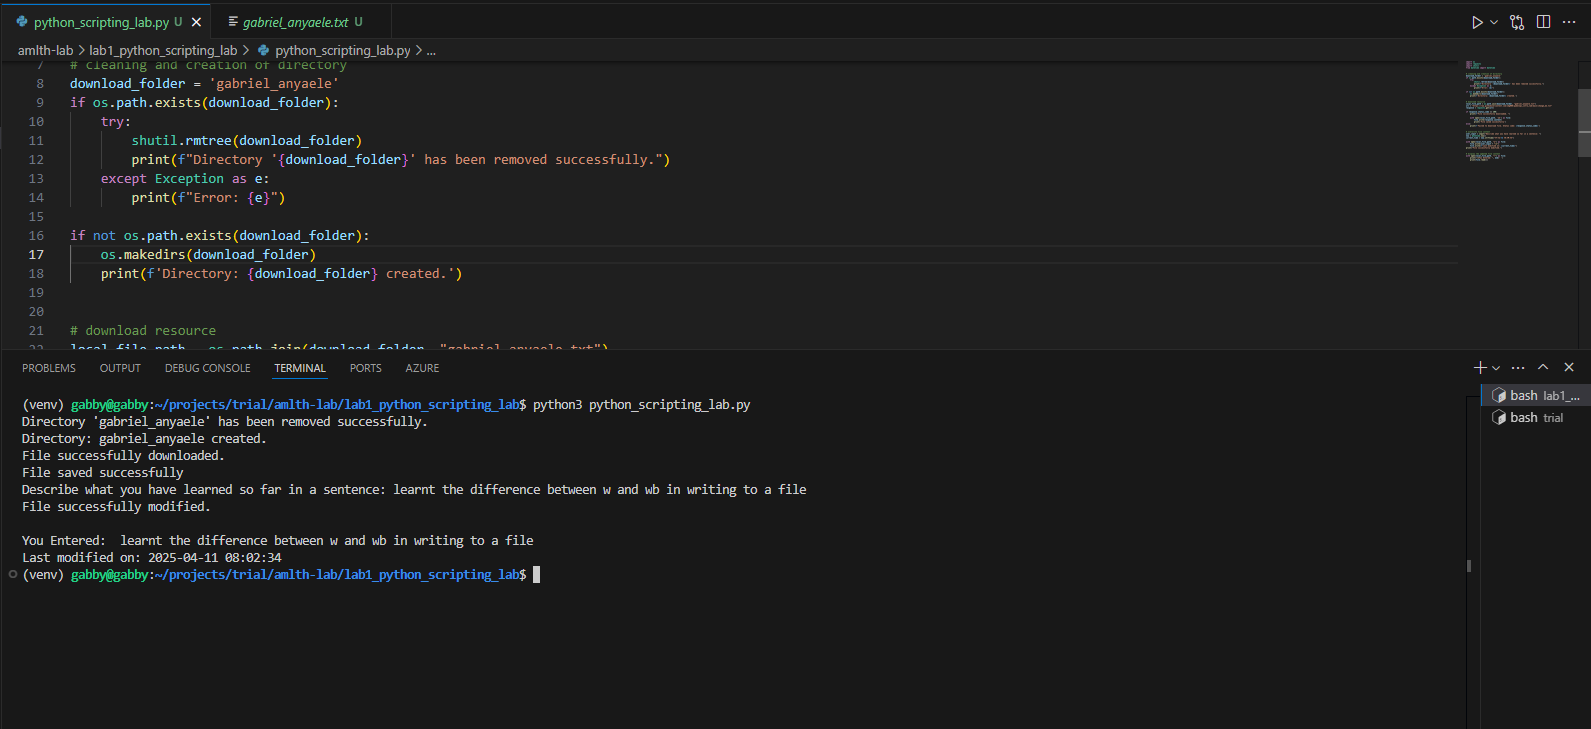 python_scripting_lab.py U
gabriel_anyaele.txt U
amlth-lab > lab1_python_scripting_lab > python_scripting_lab.py > ...
7 # cleaning and creation of directory
8 download_folder = 'gabriel_anyaele'
9 if os.path.exists(download_folder):
10 try:
11 shutil.rmtree(download_folder)
12 print(f"Directory '{download_folder}' has been removed successfully.")
13 except Exception as e:
14 print(f"Error: {e}")
15
16 if not os.path.exists(download_folder):
17 os.makedirs(download_folder)
18 print(f'Directory: {download_folder} created.')
19
20
21 # download resource
22 local_file_path = os.path.join(download_folder, "gabriel_anyaele.txt")
PROBLEMS OUTPUT DEBUG CONSOLE TERMINAL PORTS AZURE
(venv) gabby@gabby:~/projects/trial/amlth-lab/lab1_python_scripting_lab$ python3 python_scripting_lab.py
Directory 'gabriel_anyaele' has been removed successfully.
Directory: gabriel_anyaele created.
File successfully downloaded.
File saved successfully
Describe what you have learned so far in a sentence: learnt the difference between w and wb in writing to a file
File successfully modified.
You Entered:  learnt the difference between w and wb in writing to a file
Last modified on: 2025-04-11 08:02:34
(venv) gabby@gabby:~/projects/trial/amlth-lab/lab1_python_scripting_lab$
bash lab1_...
bash trial